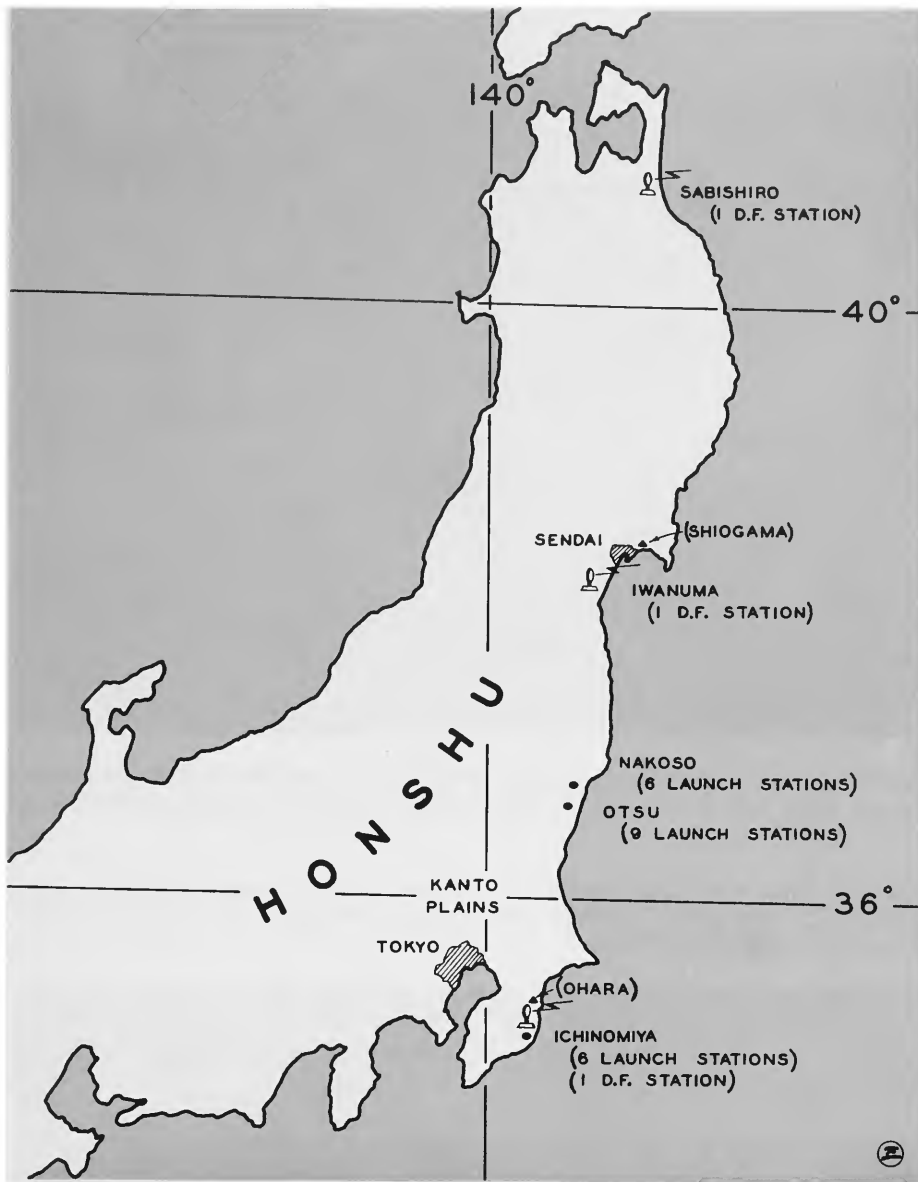 140°
SABISHIRO
(1 D.F. STATION)
40°
SENDAI
(SHIOGAMA)
IWANUMA
(1 D.F. STATION)
HONSHU
NAKOSO
(6 LAUNCH STATIONS)
OTSU
(9 LAUNCH STATIONS)
KANTO
PLAINS
36°
TOKYO
(OHARA)
ICHINOMIYA
(6 LAUNCH STATIONS)
(1 D.F. STATION)